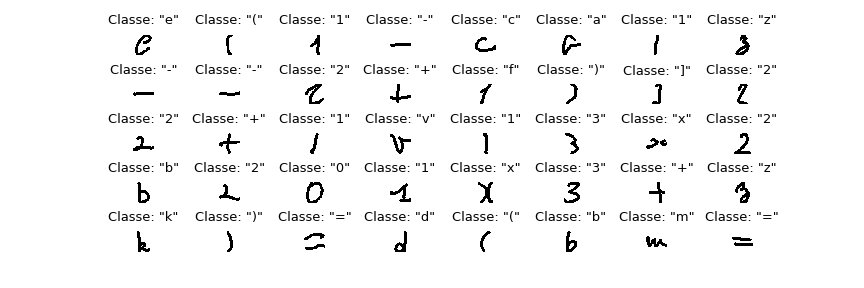 Classe: "e" Classe: "(" Classe: "1" Classe: "-" Classe: "c" Classe: "a" Classe: "1" Classe: "z"
e ( 1 - c a 1 z
Classe: "-" Classe: "-" Classe: "2" Classe: "+" Classe: "f" Classe: ")" Classe: "]" Classe: "2"
- - 2 + f ) ] 2
Classe: "2" Classe: "+" Classe: "1" Classe: "v" Classe: "1" Classe: "3" Classe: "x" Classe: "2"
2 + 1 v 1 3 x 2
Classe: "b" Classe: "2" Classe: "0" Classe: "1" Classe: "x" Classe: "3" Classe: "+" Classe: "z"
b 2 0 1 x 3 + z
Classe: "k" Classe: ")" Classe: "=" Classe: "d" Classe: "(" Classe: "b" Classe: "m" Classe: "="
k ) = d ( b m =